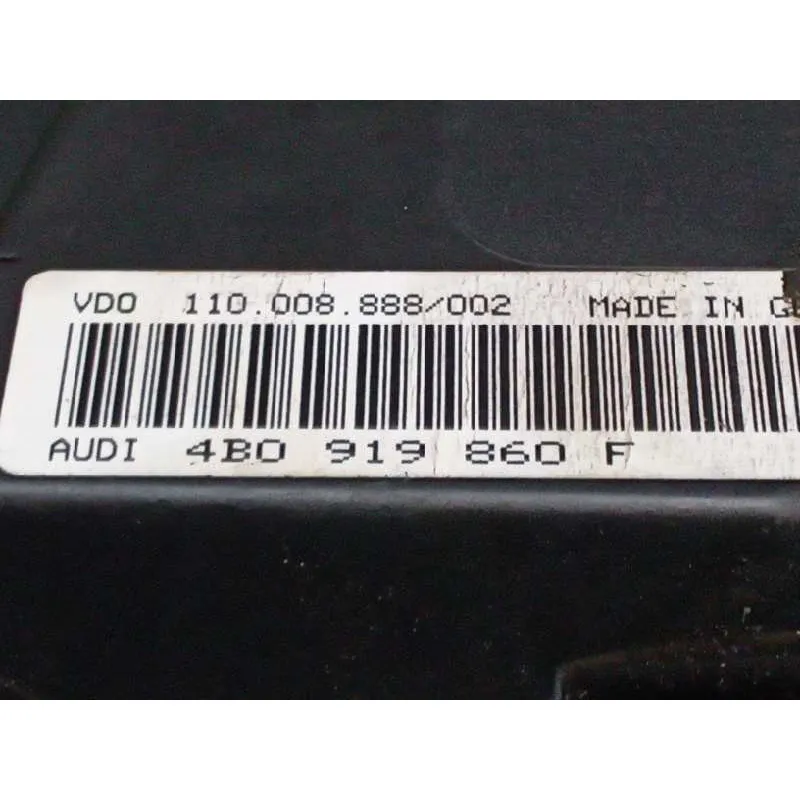 VDO 110.008.888/002 MADE IN
AUDI 4B0 919 860 F